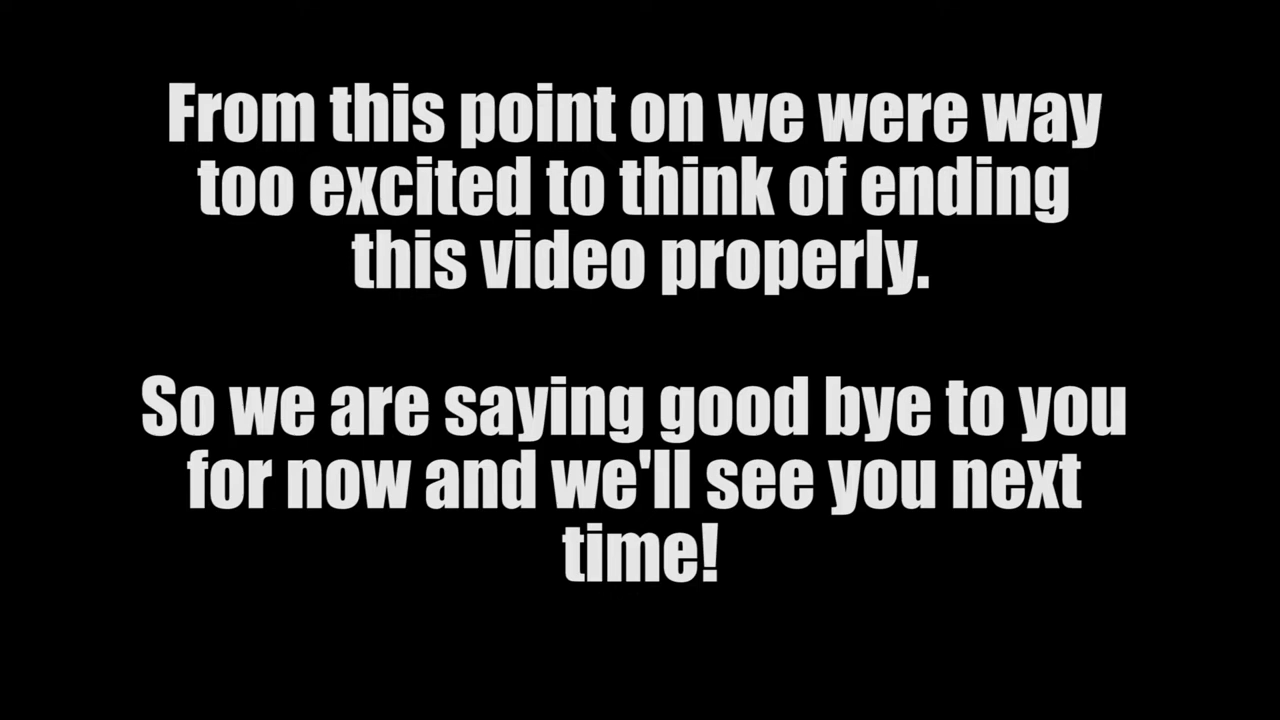 From this point on we were way
too excited to think of ending
this video properly.
So we are saying good bye to you
for now and we'll see you next
time!